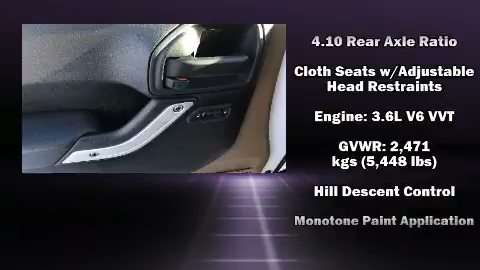 4.10 Rear Axle Ratio
Cloth Seats w/Adjustable
Head Restraints
Engine: 3.6L V6 VVT
GVWR: 2,471
kgs (5,448 lbs)
Hill Descent Control
Monotone Paint Application